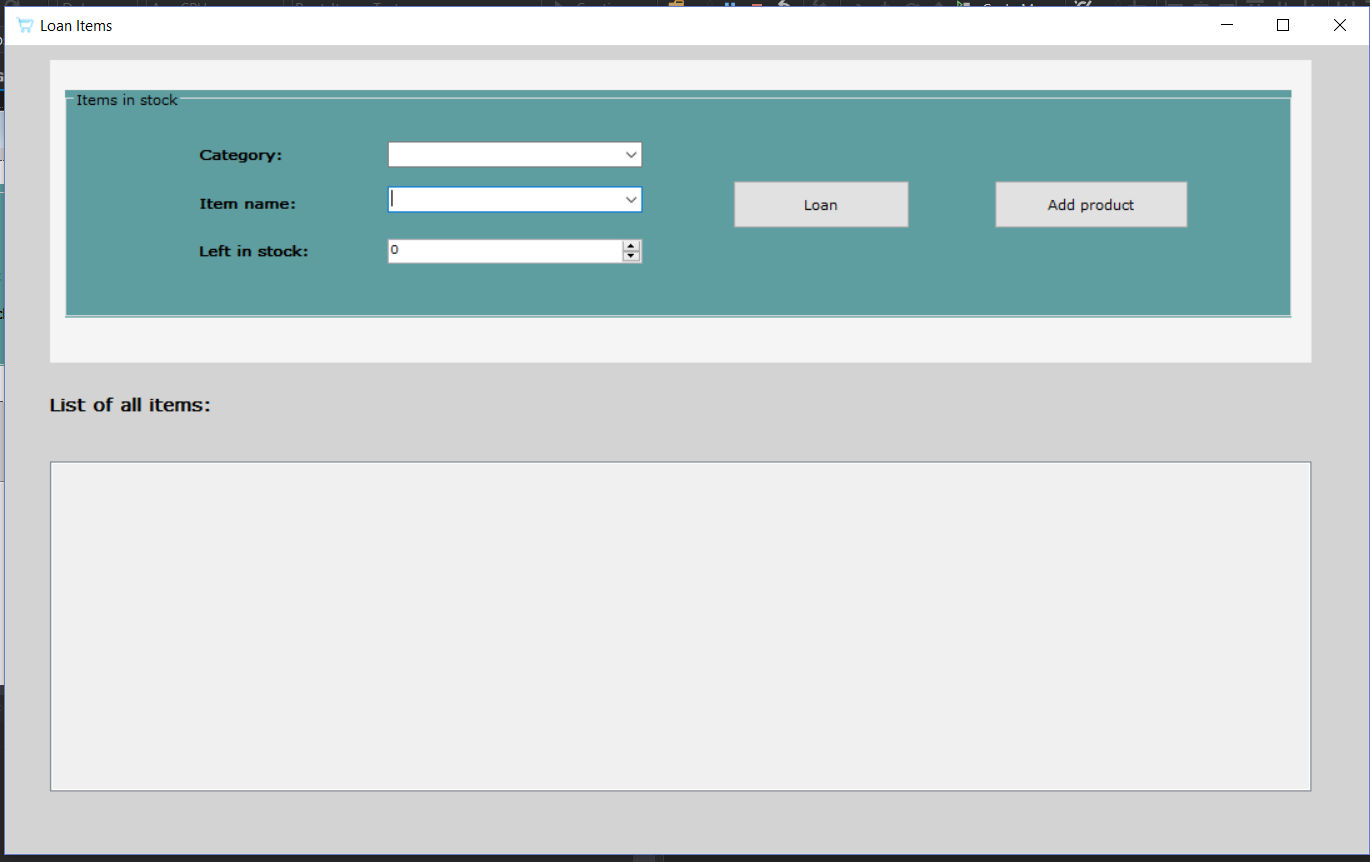 Loan Items
Items in stock
Category:
Item name:
Loan
Add product
Left in stock:
0
List of all items: